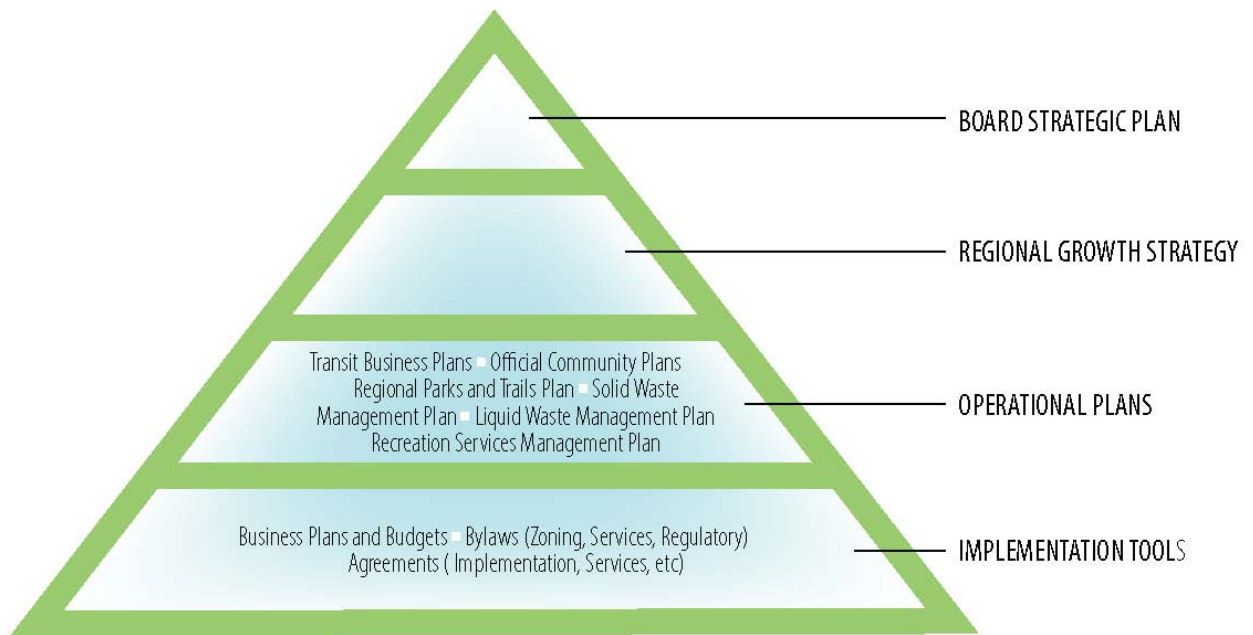 BOARD STRATEGIC PLAN
REGIONAL GROWTH STRATEGY
Transit Business Plans ▪ Official Community Plans
Regional Parks and Trails Plan ▪ Solid Waste
Management Plan ▪ Liquid Waste Management Plan
Recreation Services Management Plan
OPERATIONAL PLANS
Business Plans and Budgets ▪ Bylaws (Zoning, Services, Regulatory)
Agreements ( Implementation, Services, etc)
IMPLEMENTATION TOOLS